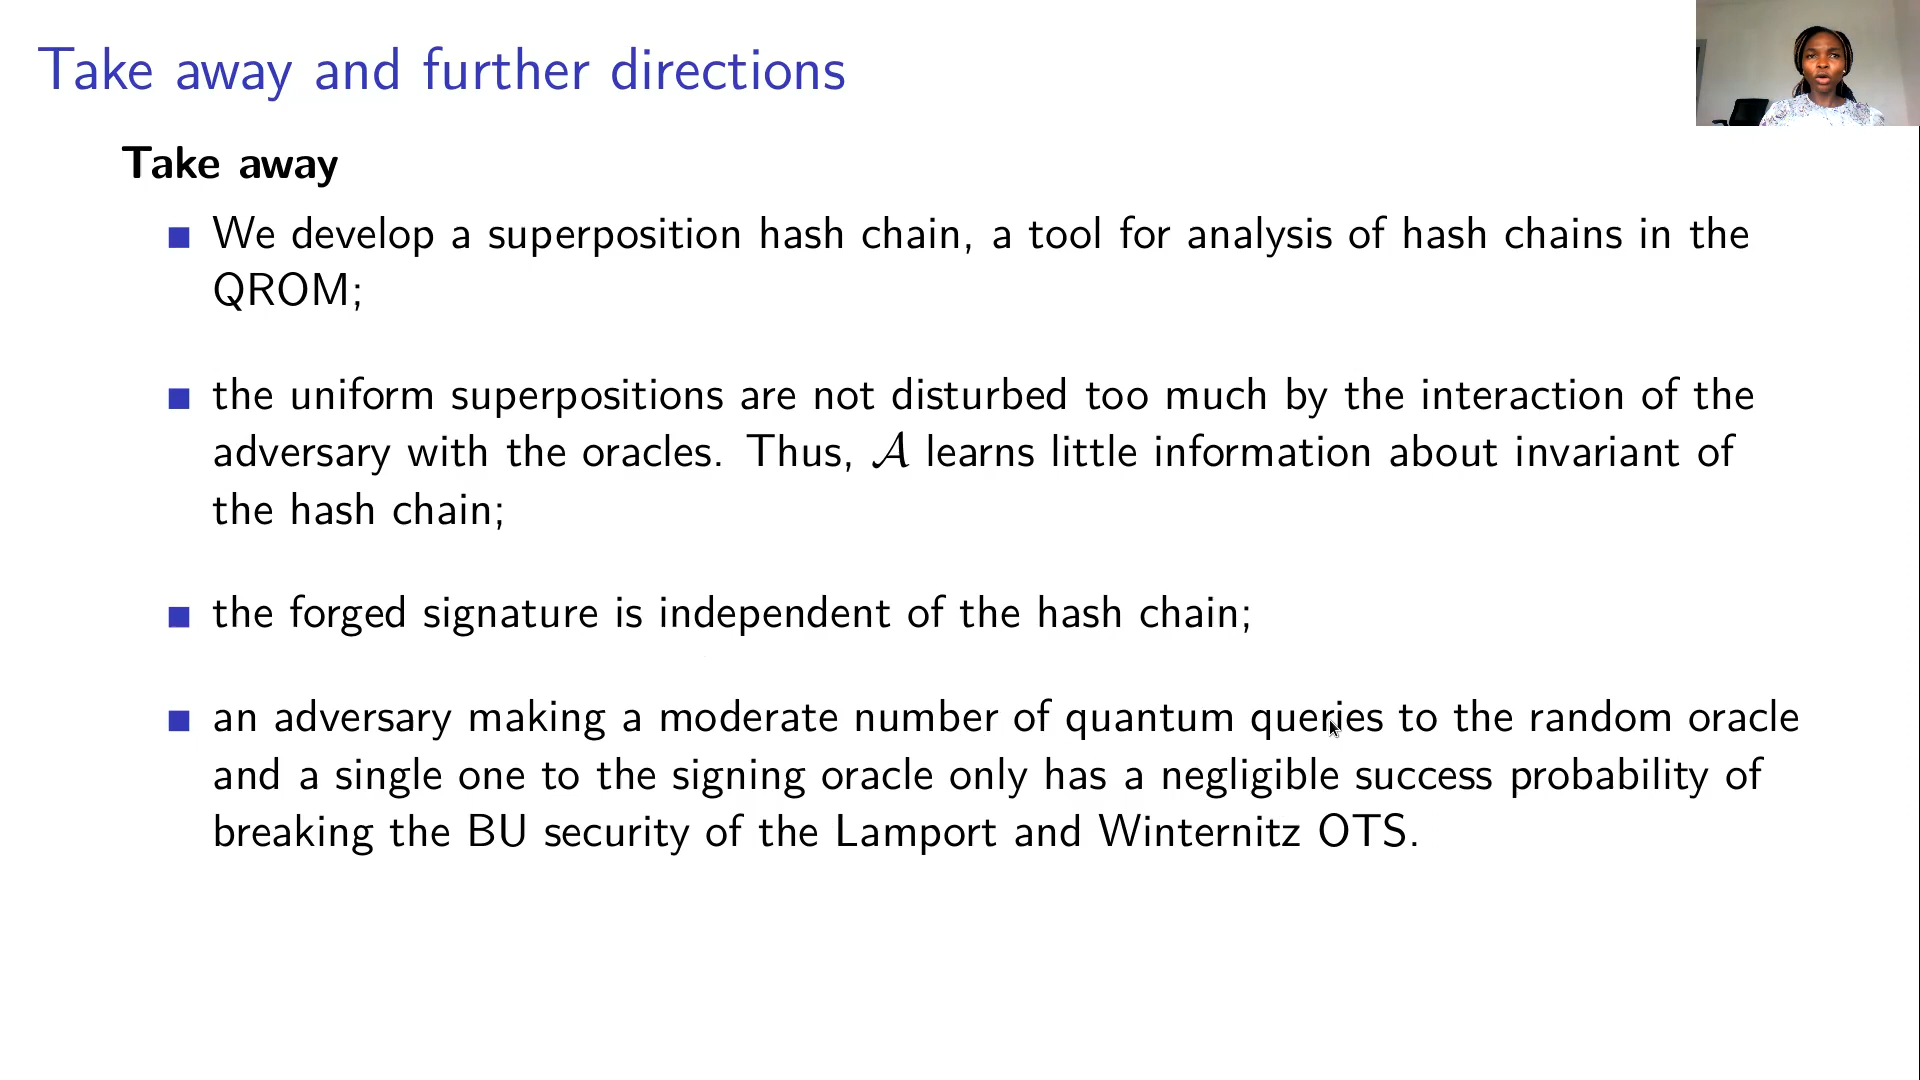 Take away and further directions
Take away
We develop a superposition hash chain, a tool for analysis of hash chains in the
QROM;
the uniform superpositions are not disturbed too much by the interaction of the
adversary with the oracles. Thus, 𝒜 learns little information about invariant of
the hash chain;
the forged signature is independent of the hash chain;
an adversary making a moderate number of quantum queries to the random oracle
and a single one to the signing oracle only has a negligible success probability of
breaking the BU security of the Lamport and Winternitz OTS.